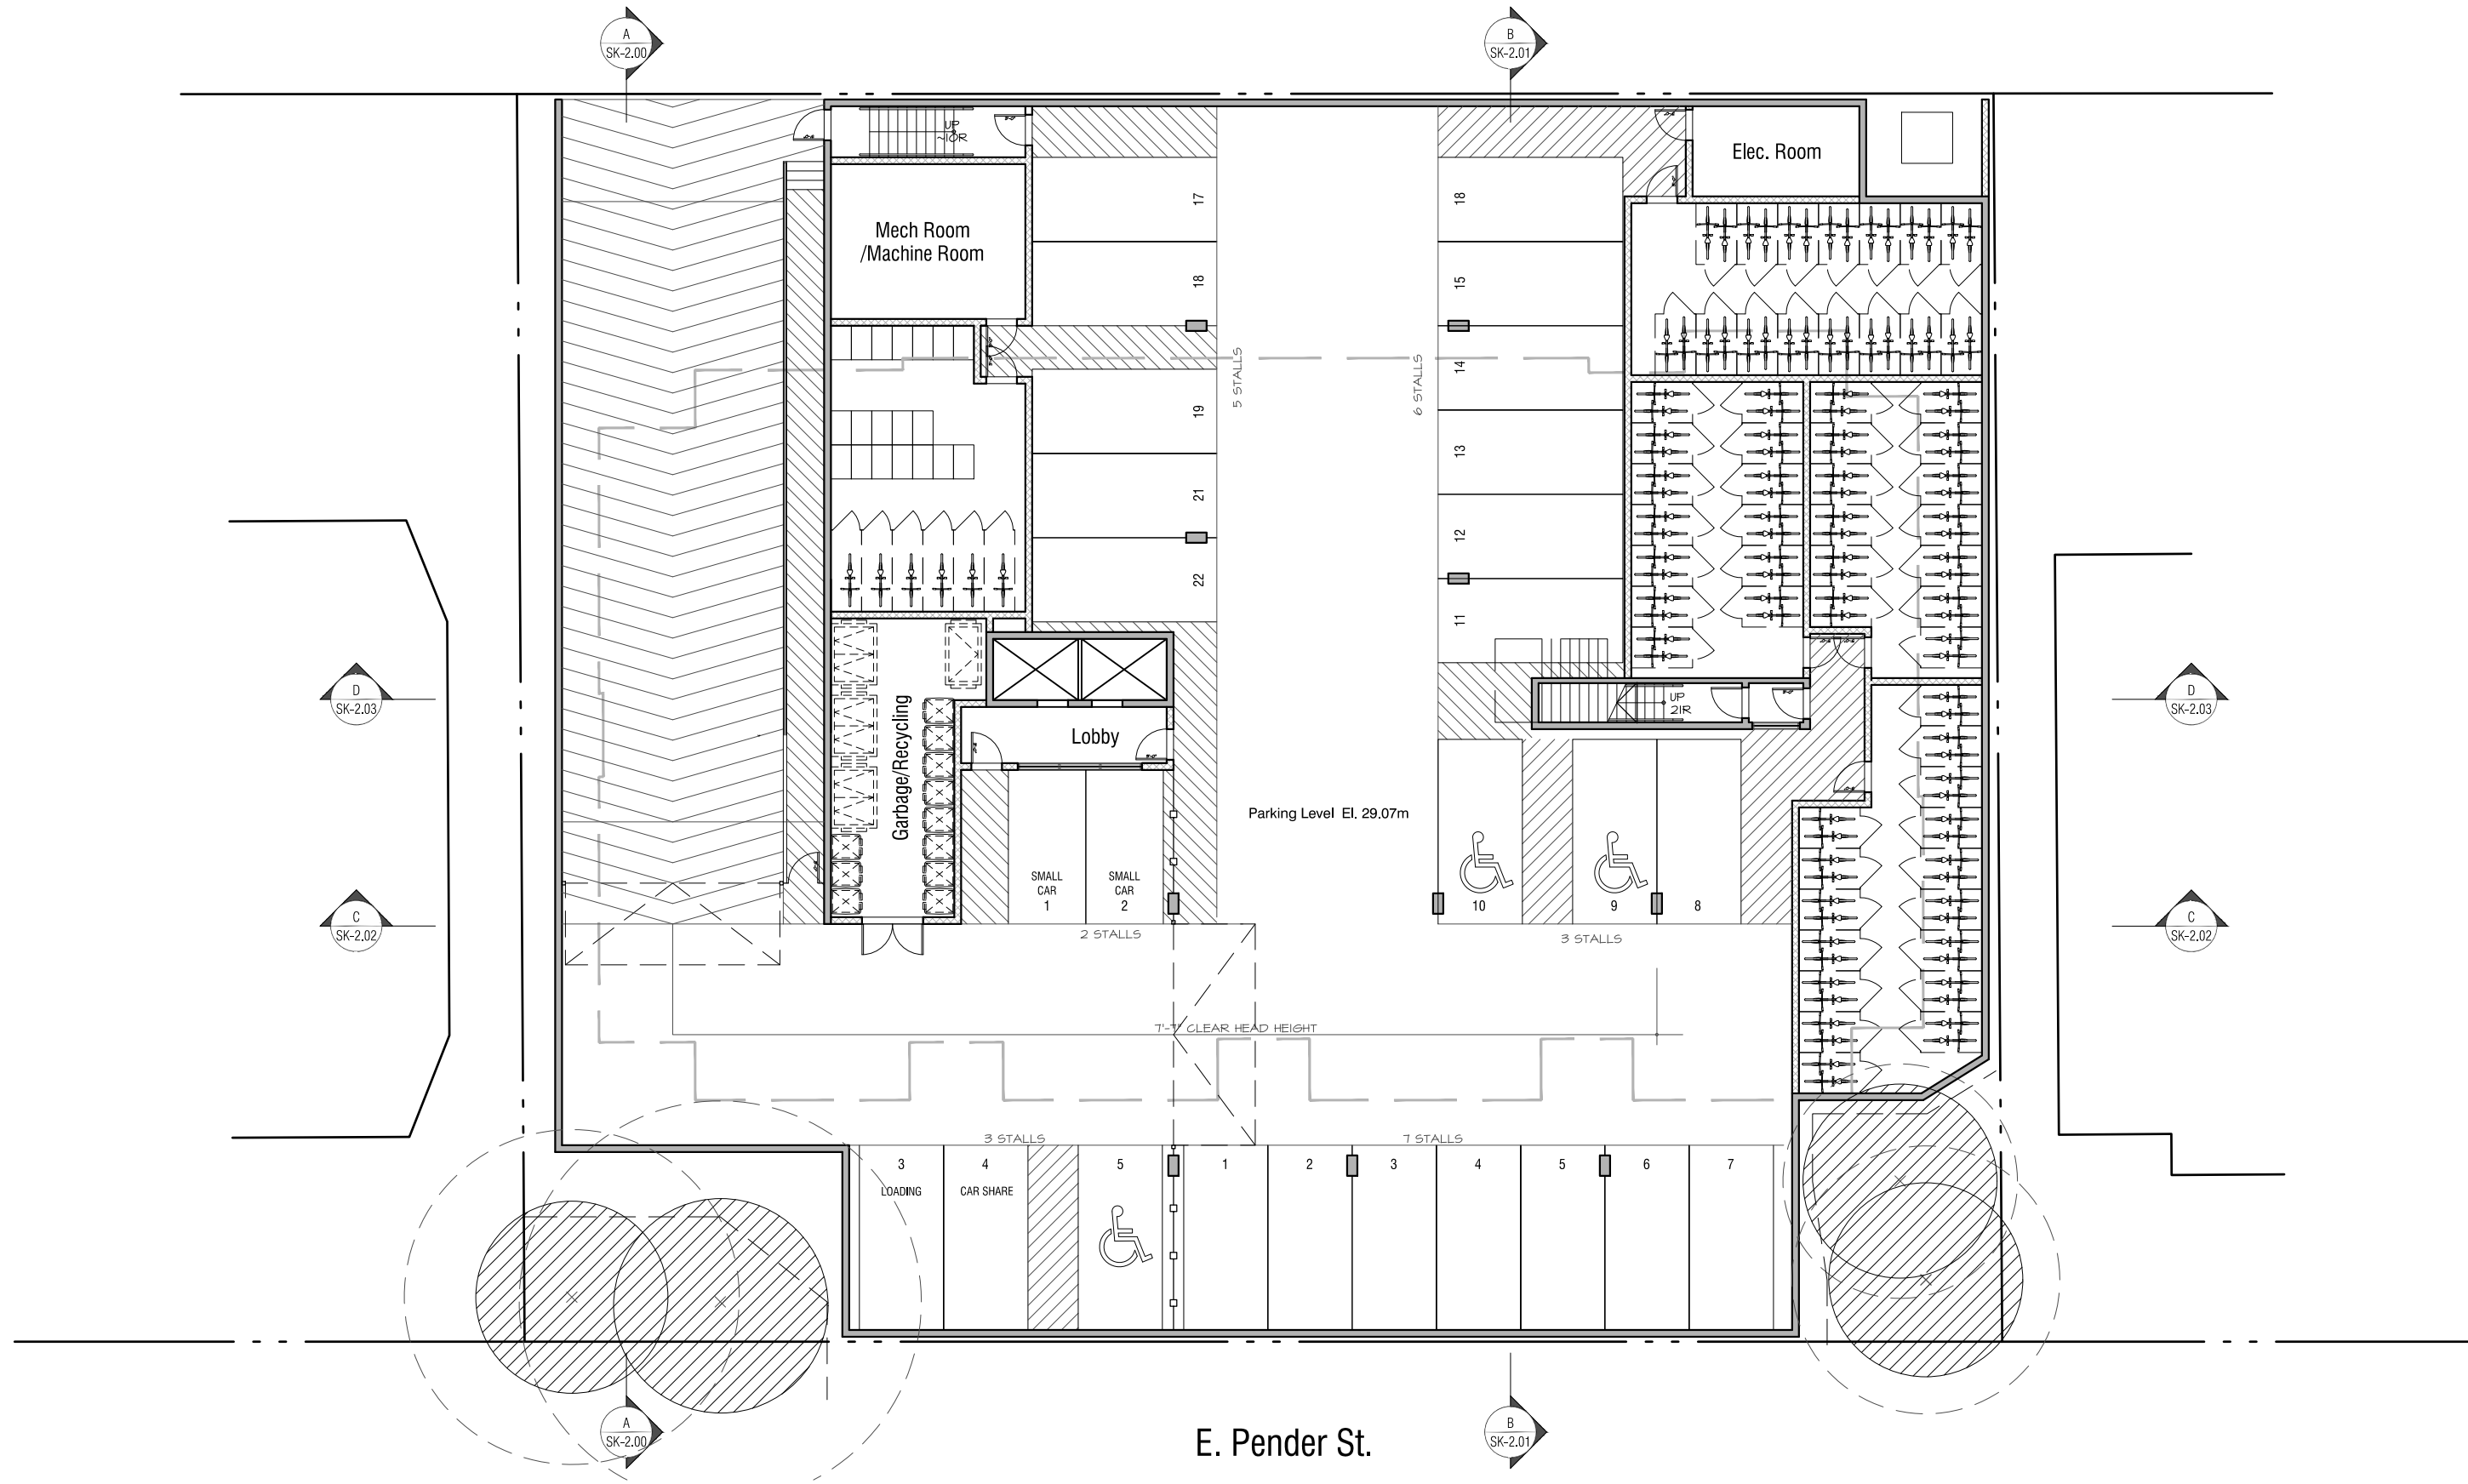 A
SK-2.00
B
SK-2.01
UP
~10R
Elec. Room
Mech Room
/Machine Room
17
18
18
15
5 STALLS
6 STALLS
14
19
13
21
12
22
11
D
SK-2.03
D
SK-2.03
UP
21R
Garbage/Recycling
Lobby
Parking Level El. 29.07m
SMALL
CAR
1
SMALL
CAR
2
10
9
8
C
SK-2.02
C
SK-2.02
2 STALLS
3 STALLS
7'-7" CLEAR HEAD HEIGHT
3 STALLS
7 STALLS
3
4
5
1
2
3
4
5
6
7
LOADING
CAR SHARE
A
SK-2.00
B
SK-2.01
E. Pender St.